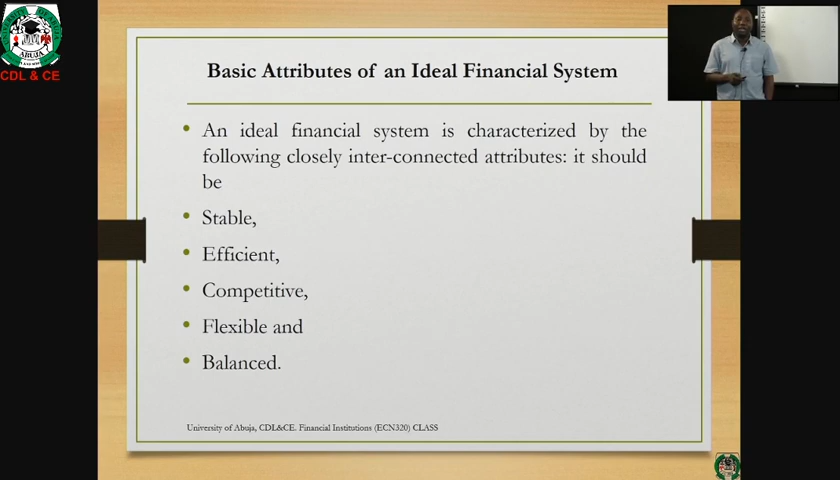 ABUJA
CDL & CE
Basic Attributes of an Ideal Financial System
An ideal financial system is characterized by the
following closely inter-connected attributes: it should
be
Stable,
Efficient,
Competitive,
Flexible and
Balanced.
University of Abuja, CDL&CE. Financial Institutions (ECN320) CLASS